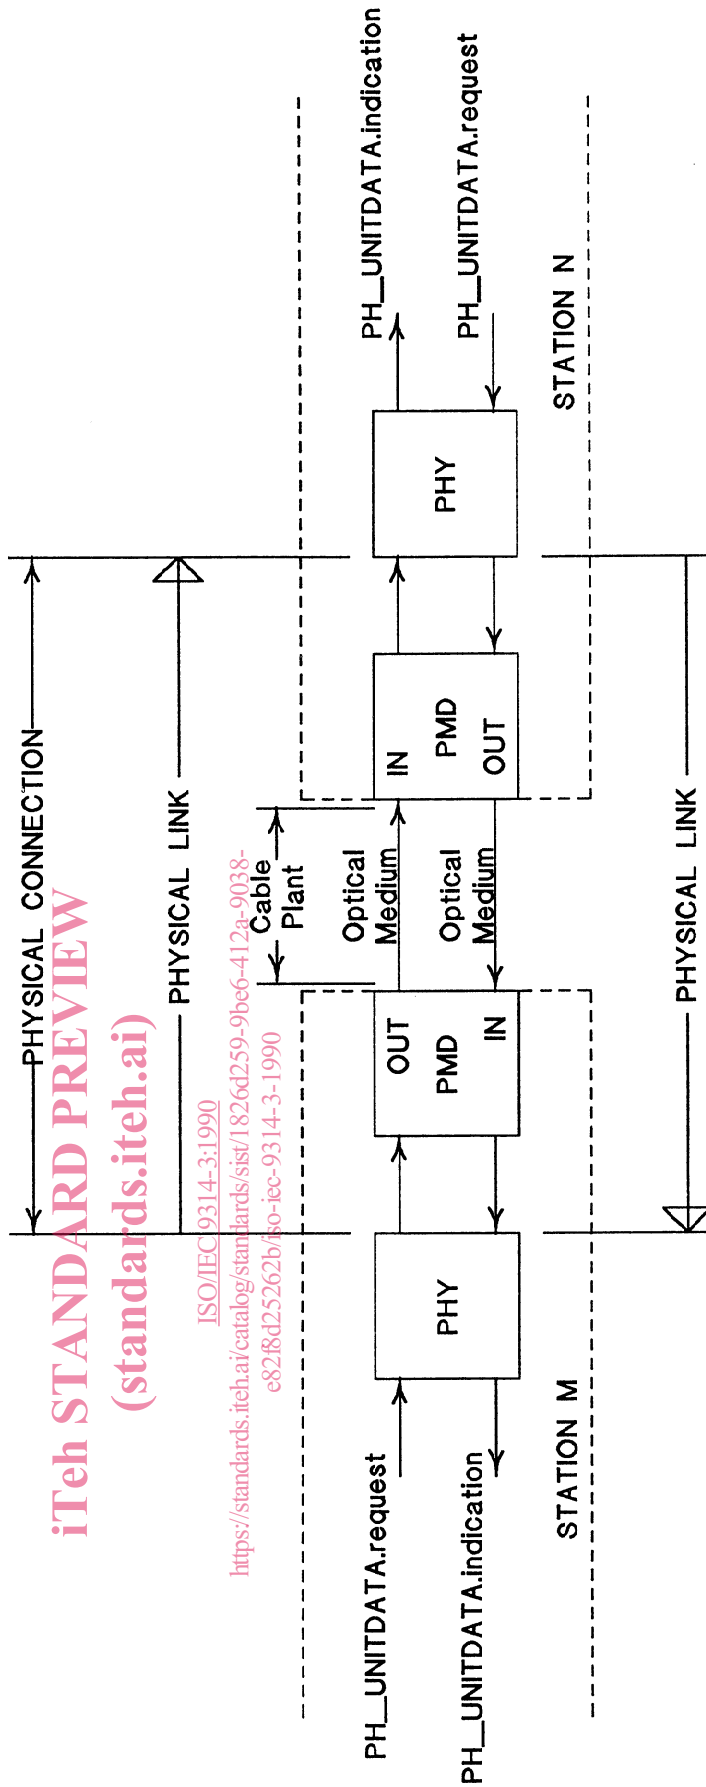 PHYSICAL CONNECTION
iTeh STANDARD PREVIEW
(standards.iteh.ai)
PHYSICAL LINK
ISO/IEC 9314-3:1990
https://standards.iteh.ai/catalog/standards/sist/1826d259-9be6-412a-9038-
e82f8d25262b/iso-iec-9314-3-1990
Cable
Plant
PH_UNITDATA.request
PHY
OUT
PMD
IN
Optical
Medium
Optical
Medium
IN
PMD
OUT
PHY
PH_UNITDATA.indication
PH_UNITDATA.indication
PH_UNITDATA.request
STATION M
STATION N
PHYSICAL LINK